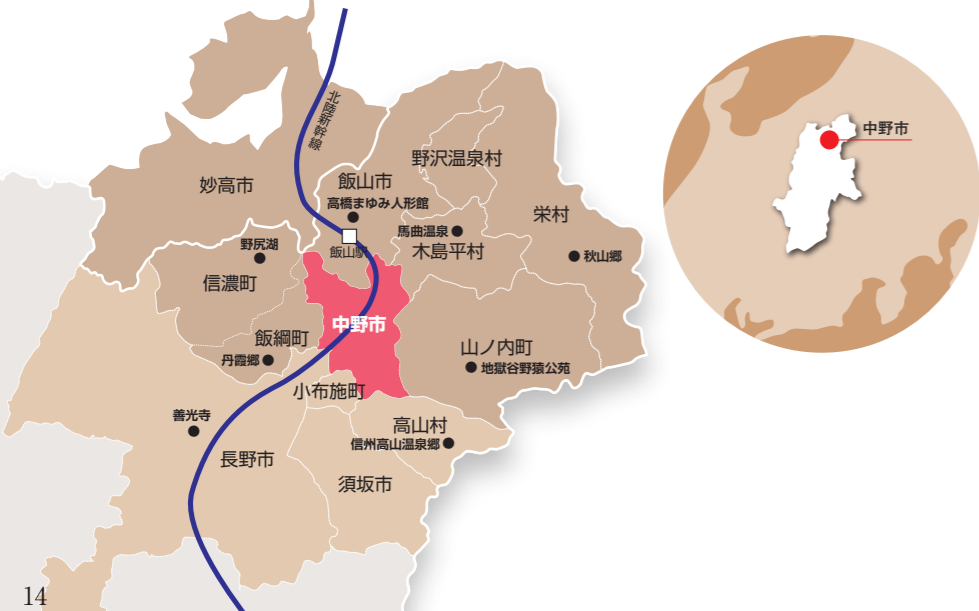 北陸新幹線
野沢温泉村
妙高市
飯山市
高橋まゆみ人形館
栄村
馬曲温泉
野尻湖
飯山駅
木島平村
秋山郷
信濃町
中野市
飯綱町
山ノ内町
丹霞郷
地獄谷野猿公苑
小布施町
善光寺
高山村
信州高山温泉郷
長野市
須坂市
中野市
14